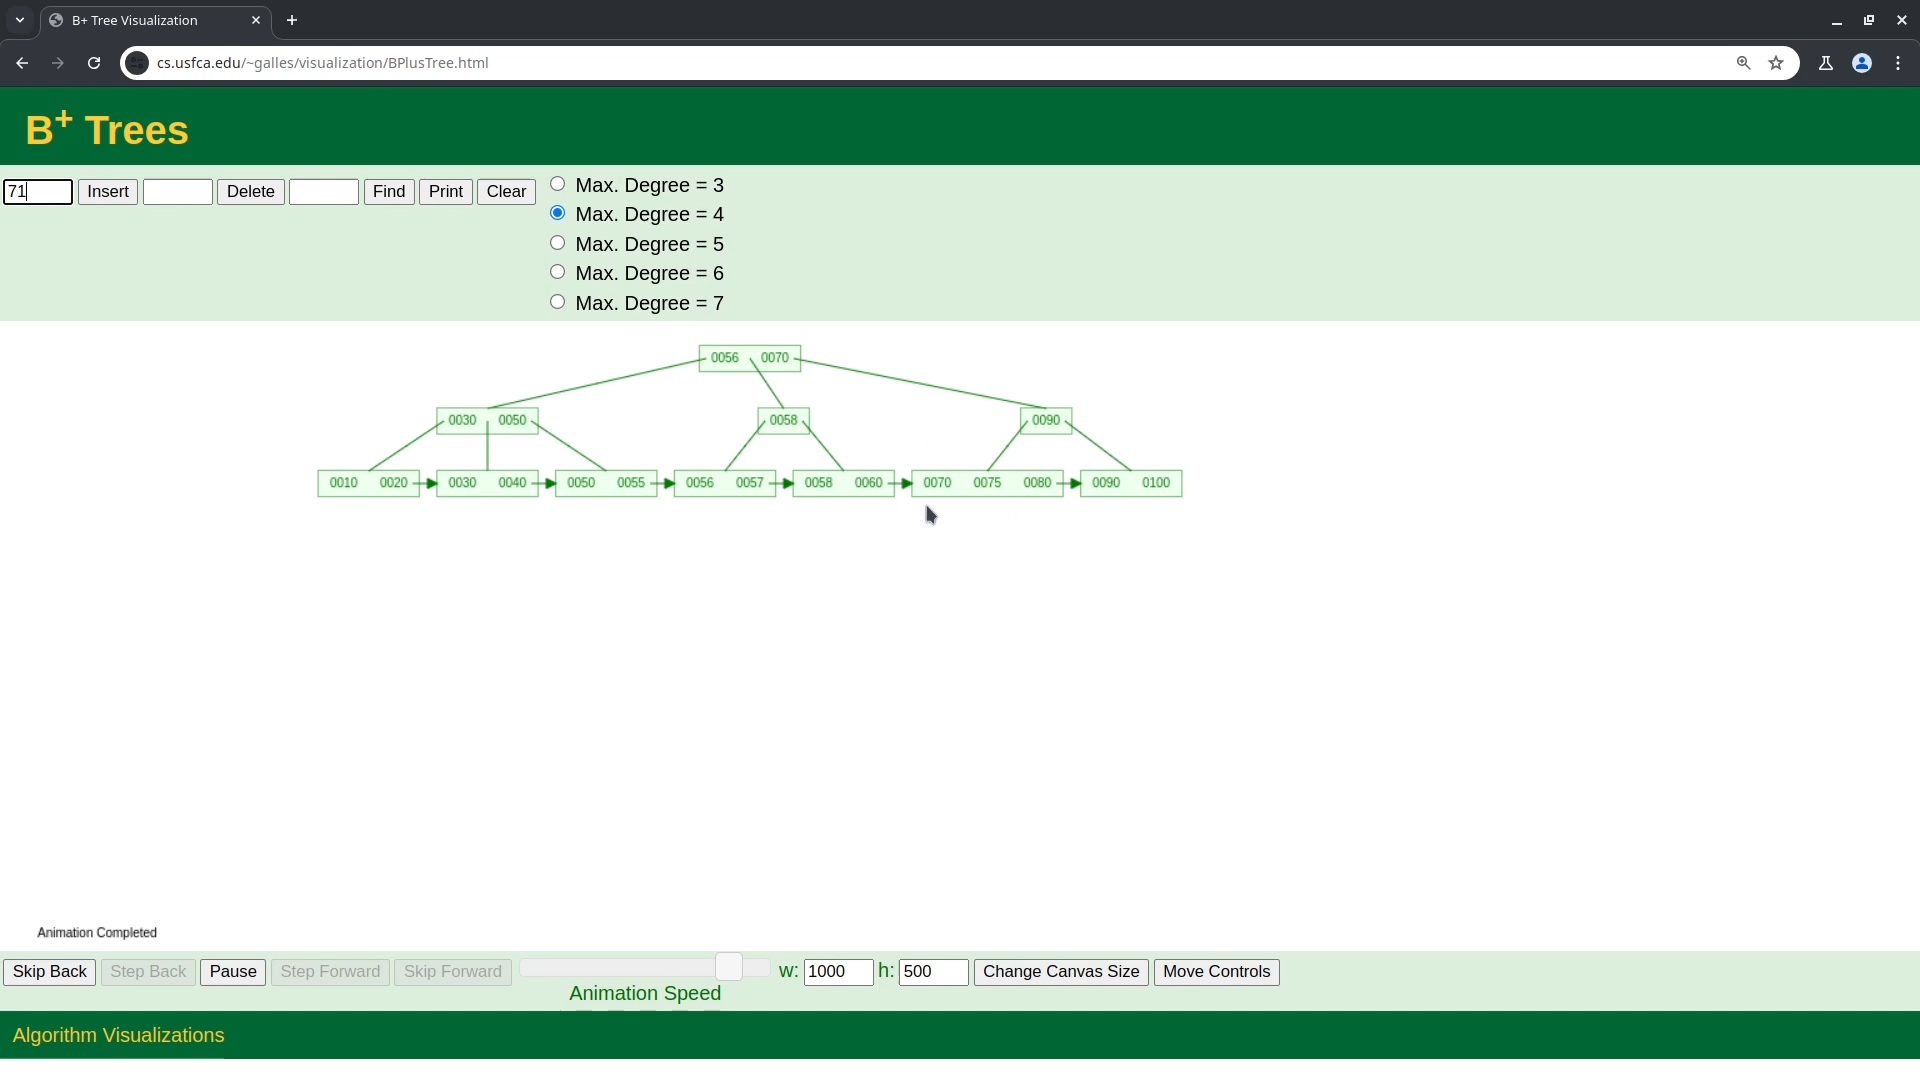 B+ Tree Visualization
cs.usfca.edu/~galles/visualization/BPlusTree.html
B+ Trees
71 Insert Delete Find Print Clear
Max. Degree = 3
Max. Degree = 4
Max. Degree = 5
Max. Degree = 6
Max. Degree = 7
0056 0070
0030 0050 0058 0090
0010 0020 0030 0040 0050 0055 0056 0057 0058 0060 0070 0075 0080 0090 0100
Animation Completed
Skip Back Step Back Pause Step Forward Skip Forward w: 1000 h: 500 Change Canvas Size Move Controls
Animation Speed
Algorithm Visualizations